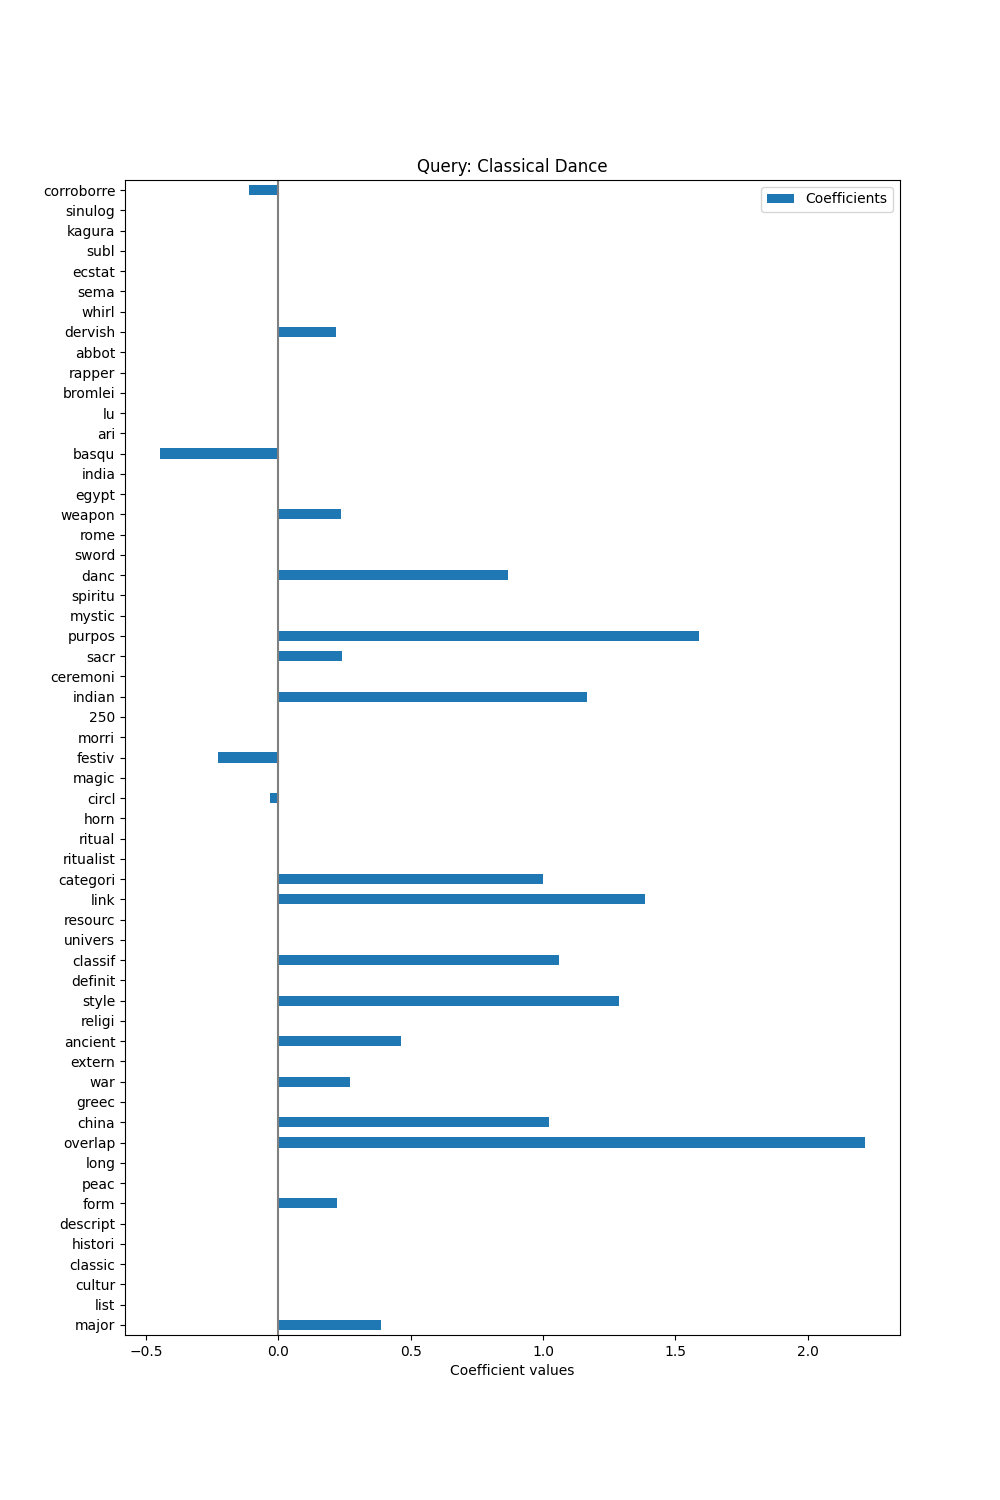 Query: Classical Dance
Coefficients
corroborre
sinulog
kagura
subl
ecstat
sema
whirl
dervish
abbot
rapper
bromlei
lu
ari
basqu
india
egypt
weapon
rome
sword
danc
spiritu
mystic
purpos
sacr
ceremoni
indian
250
morri
festiv
magic
circl
horn
ritual
ritualist
categori
link
resourc
univers
classif
definit
style
religi
ancient
extern
war
greec
china
overlap
long
peac
form
descript
histori
classic
cultur
list
major
−0.5 0.0 0.5 1.0 1.5 2.0
Coefficient values